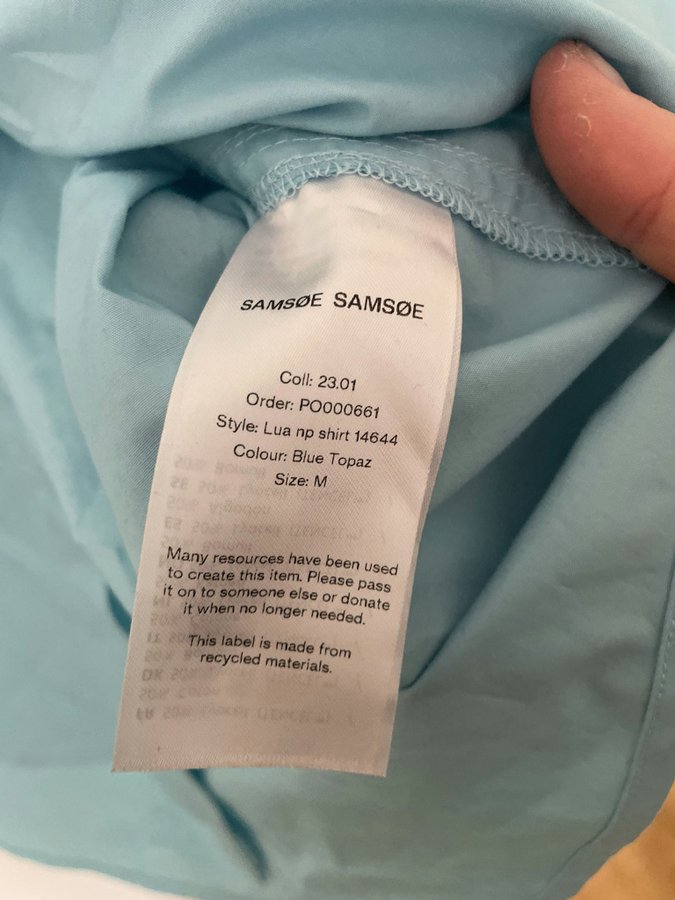 SAMSØE SAMSØE
Coll: 23.01
Order: PO000661
Style: Lua np shirt 14644
Colour: Blue Topaz
Size: M
Many resources have been used
to create this item. Please pass
it on to someone else or donate
it when no longer needed.
This label is made from
recycled materials.